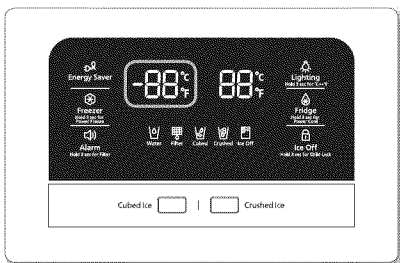 Energy Saver
-88°C °F
88°C °F
Lighting
Hold 3 sec for °C↔°F
Freezer
Hold 3 sec for
Power Freeze
Fridge
Hold 3 sec for
Power Cool
Water Filter Cubed Crushed Ice Off
Alarm
Hold 3 sec for Filter
Ice Off
Hold 3 sec for Child Lock
Cubed Ice | Crushed Ice